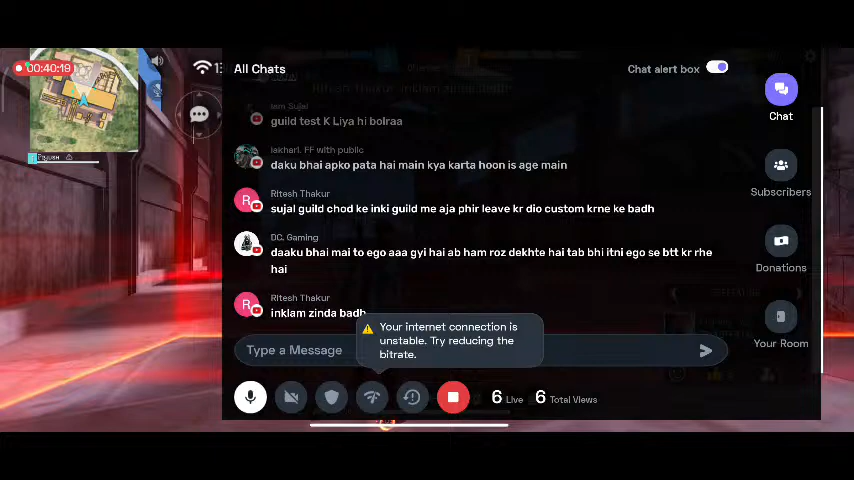 00:40:19
All Chats
Chat alert box
Iam Sujal
guild test K Liya hi bolraa
lakharI. FF with public
daku bhai apko pata hai main kya karta hoon is age main
Ritesh Thakur
sujal guild chod ke inki guild me aja phir leave kr dio custom krne ke badh
DC. Gaming
daaku bhai mai to ego aaa gyi hai ab ham roz dekhte hai tab bhi itni ego se btt kr rhe
hai
Ritesh Thakur
inklam zinda badh
Your internet connection is
unstable. Try reducing the
bitrate.
Type a Message
6 Live 6 Total Views
Chat
Subscribers
Donations
Your Room